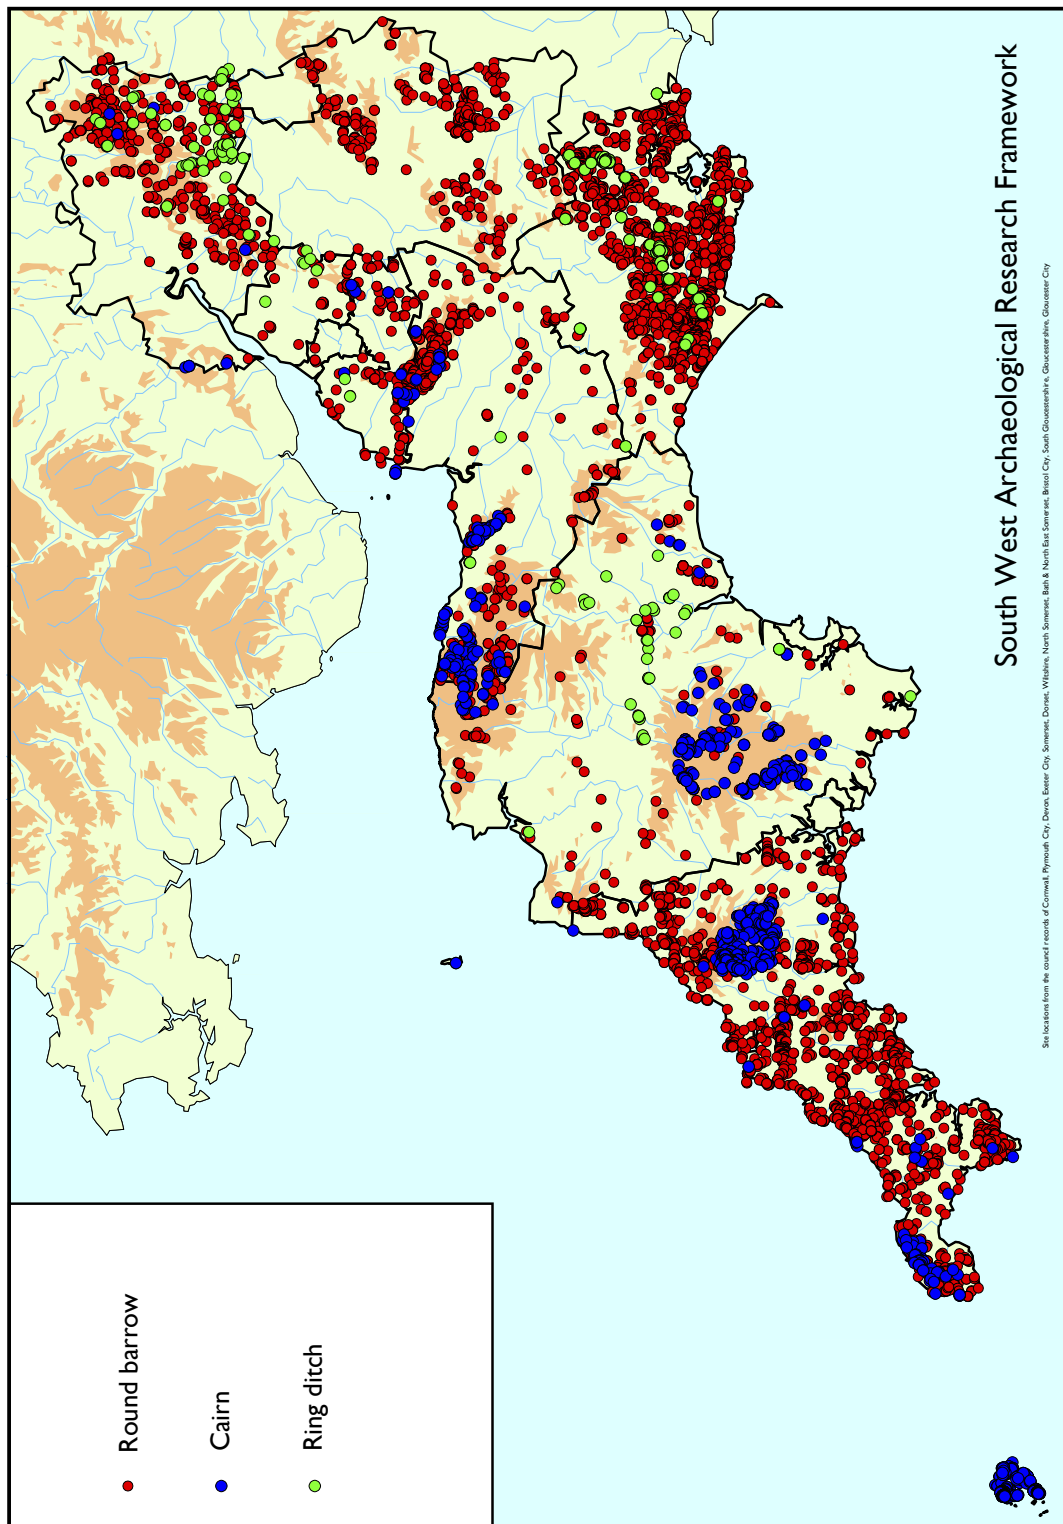 Round barrow
Cairn
Ring ditch
South West Archaeological Research Framework
Site locations from the council records of Cornwall, Plymouth City, Devon, Exeter City, Somerset, Dorset, Wiltshire, North Somerset, Bath & North East Somerset, Bristol City, South Gloucestershire, Gloucestershire, Gloucester City